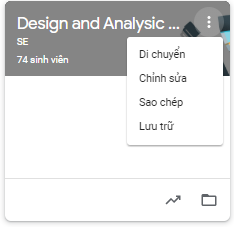 Design and Analysic ...
SE
74 sinh viên
Di chuyển
Chỉnh sửa
Sao chép
Lưu trữ